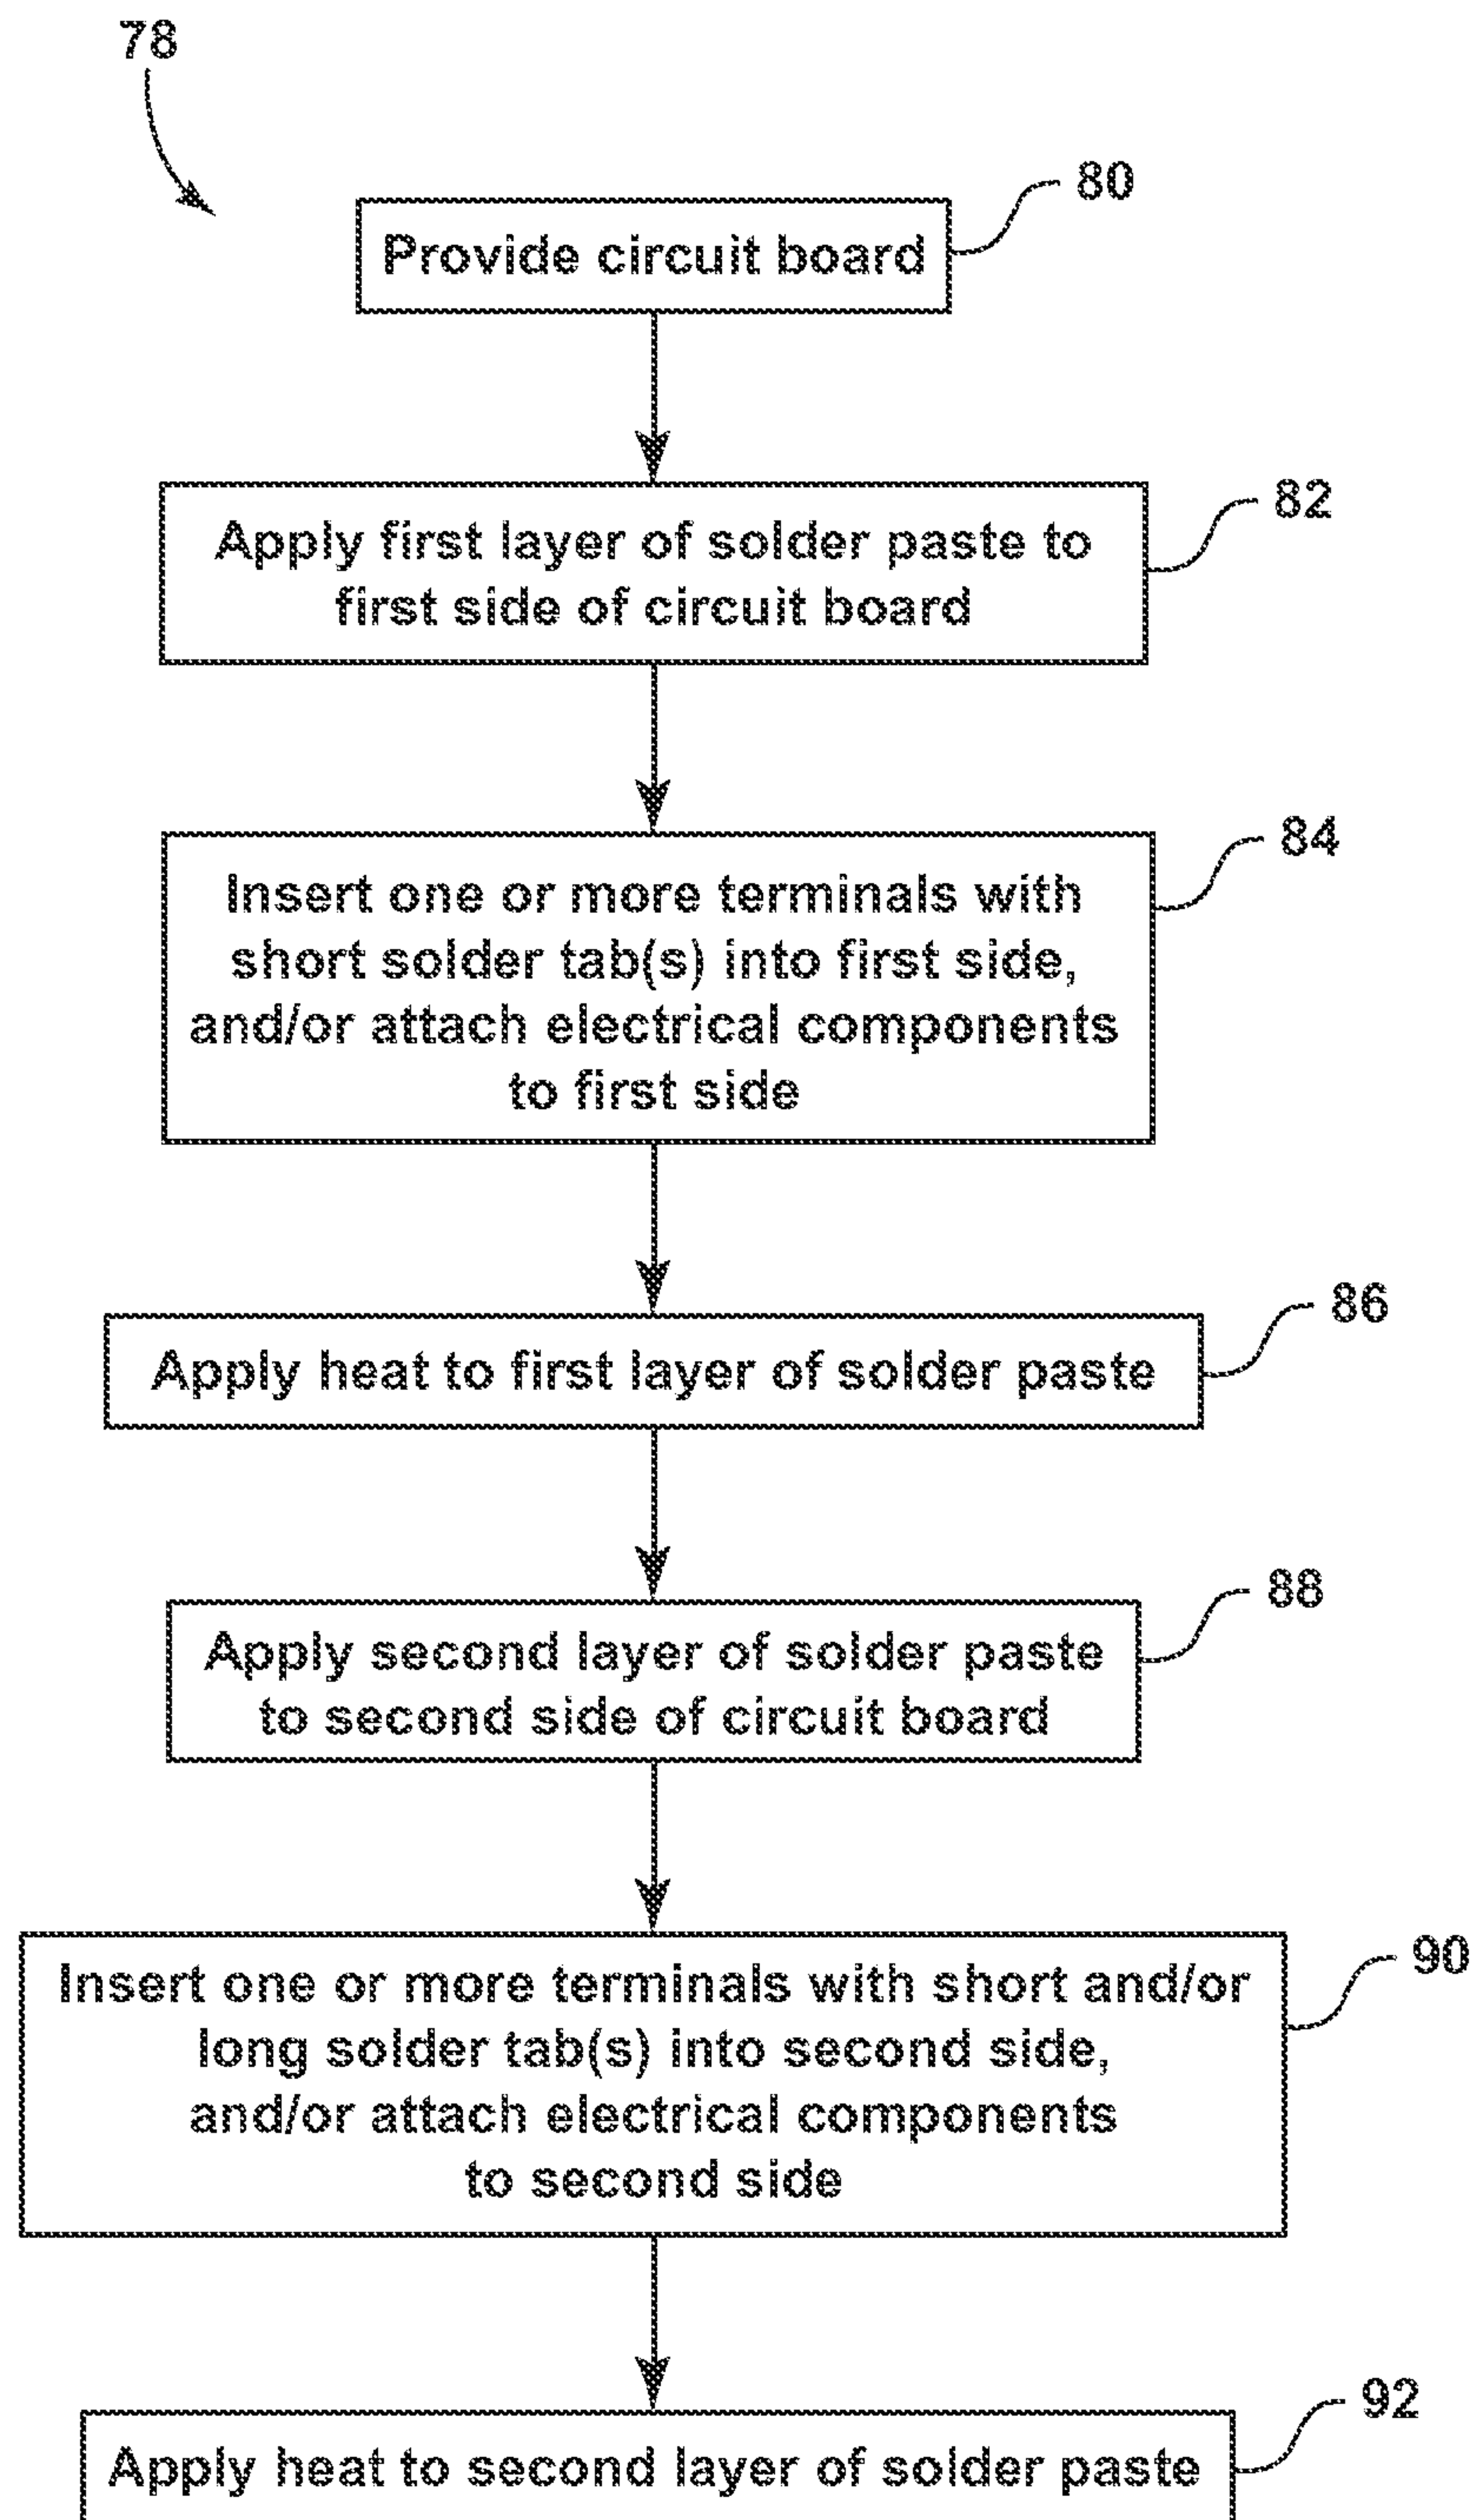 78
80
Provide circuit board
82
Apply first layer of solder paste to
first side of circuit board
84
Insert one or more terminals with
short solder tab(s) into first side,
and/or attach electrical components
to first side
86
Apply heat to first layer of solder paste
88
Apply second layer of solder paste
to second side of circuit board
90
Insert one or more terminals with short and/or
long solder tab(s) into second side,
and/or attach electrical components
to second side
92
Apply heat to second layer of solder paste